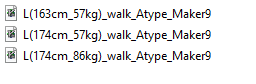 L(163cm_57kg)_walk_Atype_Maker9
L(174cm_57kg)_walk_Atype_Maker9
L(174cm_86kg)_walk_Atype_Maker9